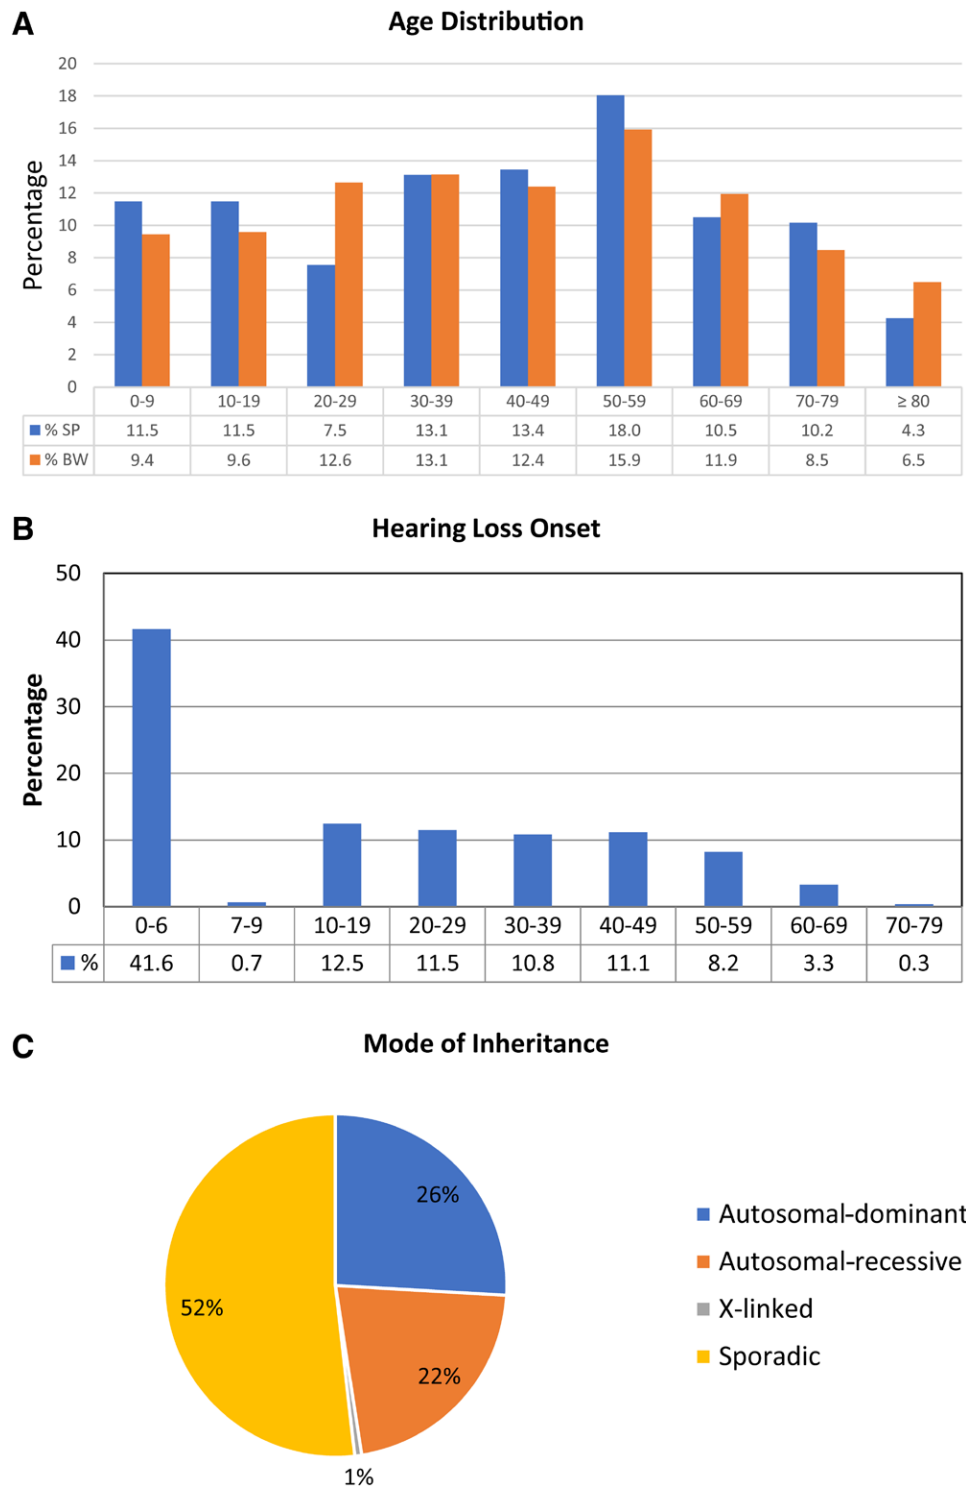 A
Age Distribution
20
18
16
14
12
10
8
6
4
2
0
Percentage
0-9 10-19 20-29 30-39 40-49 50-59 60-69 70-79 ≥ 80
% SP 11.5 11.5 7.5 13.1 13.4 18.0 10.5 10.2 4.3
% BW 9.4 9.6 12.6 13.1 12.4 15.9 11.9 8.5 6.5
B
Hearing Loss Onset
50
40
30
20
10
0
Percentage
0-6 7-9 10-19 20-29 30-39 40-49 50-59 60-69 70-79
% 41.6 0.7 12.5 11.5 10.8 11.1 8.2 3.3 0.3
C
Mode of Inheritance
26%
22%
1%
52%
Autosomal-dominant
Autosomal-recessive
X-linked
Sporadic